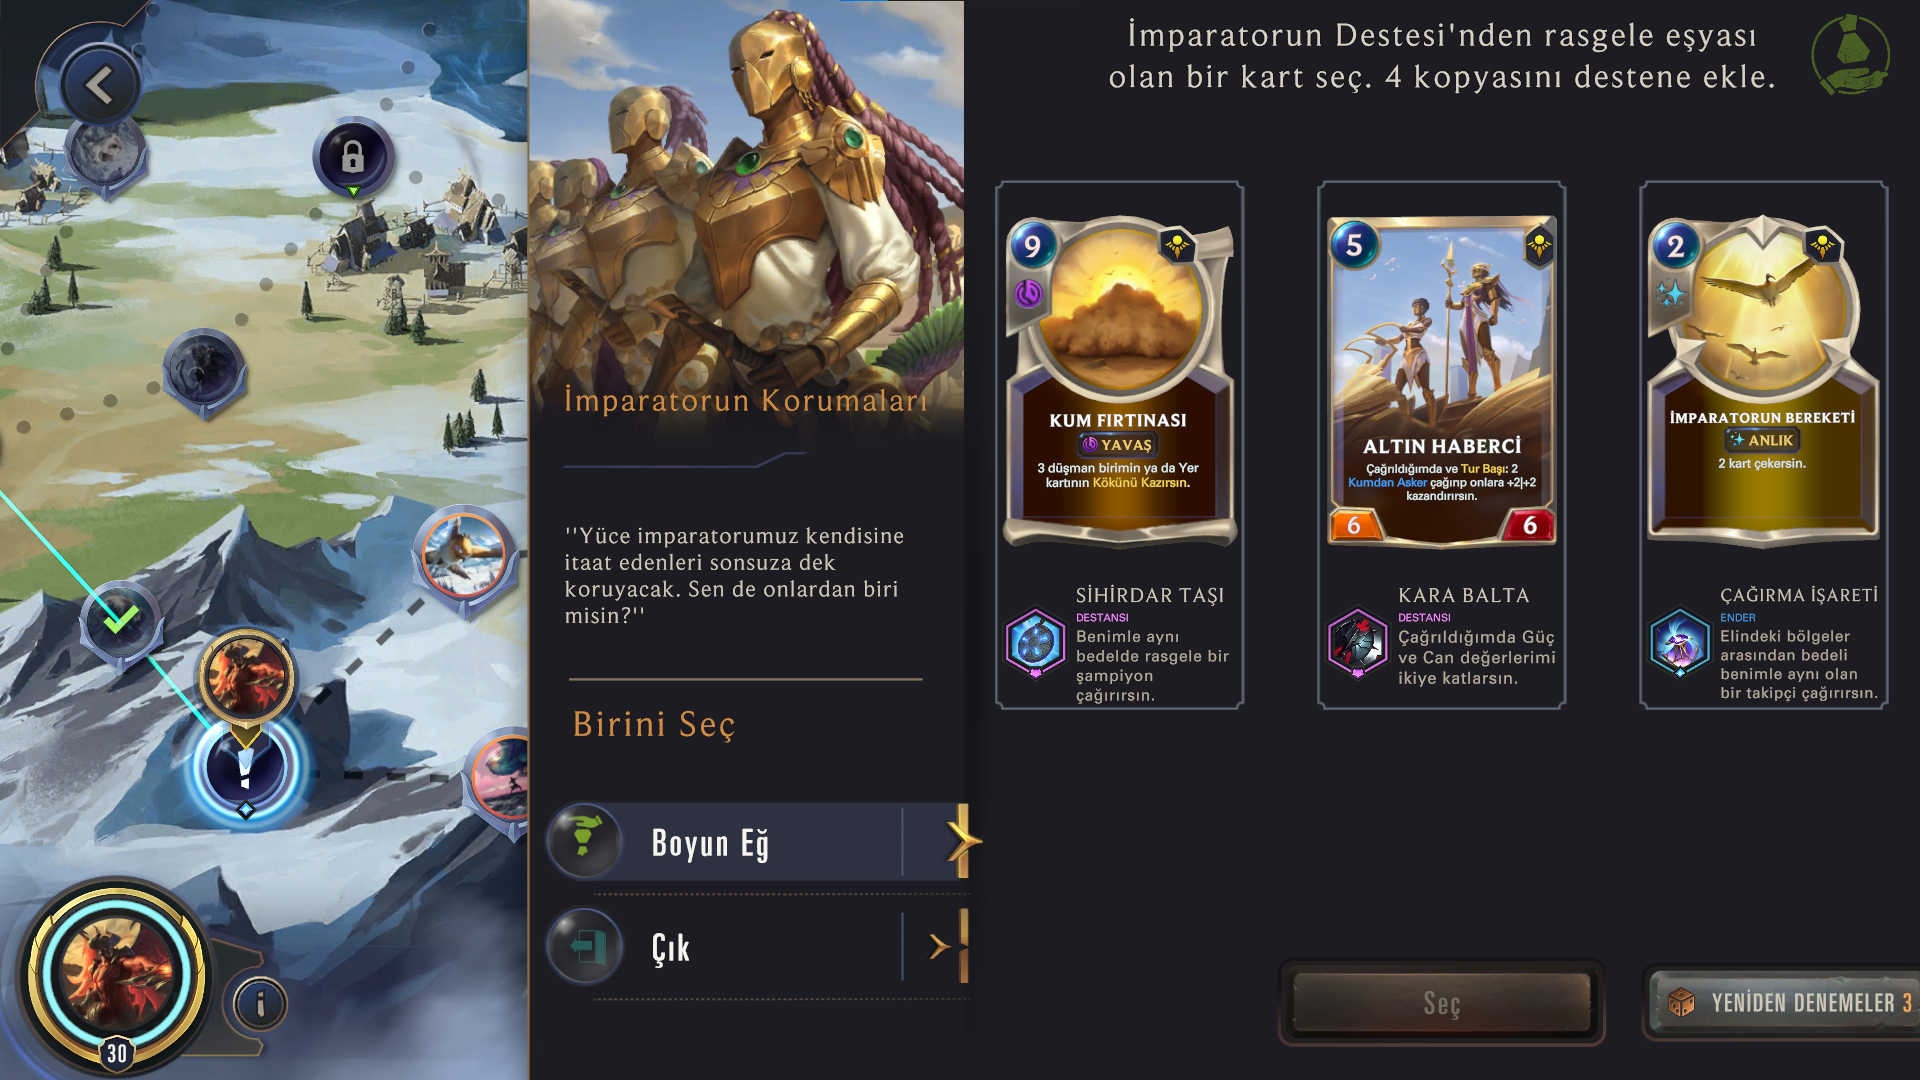 İmparatorun Korumaları
"Yüce imparatorumuz kendisine
itaat edenleri sonsuza dek
koruyacak. Sen de onlardan biri
misin?"
Birini Seç
Boyun Eğ
Çık
30
İmparatorun Destesi'nden rasgele eşyası
olan bir kart seç. 4 kopyasını destene ekle.
9
KUM FIRTINASI
YAVAŞ
3 düşman birimin ya da Yer
kartının Kökünü Kazırsın.
SİHİRDAR TAŞI
DESTANSI
Benimle aynı
bedelde rasgele bir
şampiyon
çağırırsın.
5
ALTIN HABERCİ
Çağrıldığımda ve Tur Başı: 2
Kumdan Asker çağırıp onlara +2|+2
kazandırırsın.
6
6
KARA BALTA
DESTANSI
Çağrıldığımda Güç
ve Can değerlerimi
ikiye katlarsın.
2
İMPARATORUN BEREKETİ
ANLIK
2 kart çekersin.
ÇAĞIRMA İŞARETİ
ENDER
Elindeki bölgeler
arasından bedeli
benimle aynı olan
bir takipçi çağırırsın.
Seç
YENİDEN DENEMELER 3